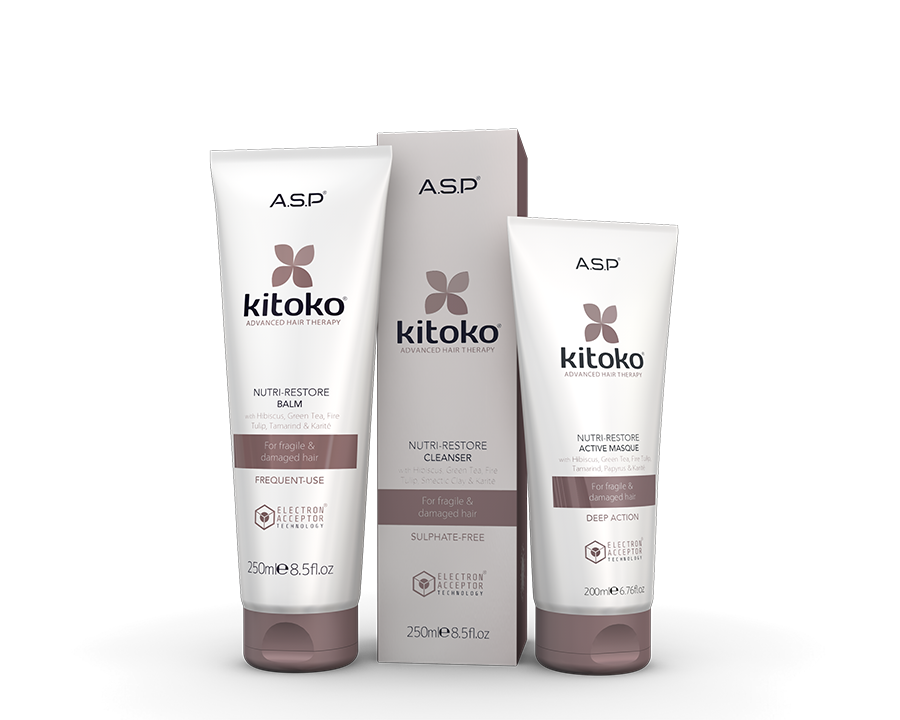 A.S.P®
kitoko®
ADVANCED HAIR THERAPY
NUTRI-RESTORE
BALM
with Hibiscus, Green Tea, Fire
Tulip, Tamarind & Karité
For fragile &
damaged hair
FREQUENT-USE
ELECTRON®
ACCEPTOR
TECHNOLOGY
250ml℮8.5fl.oz
A.S.P®
kitoko®
ADVANCED HAIR THERAPY
NUTRI-RESTORE
CLEANSER
with Hibiscus, Green Tea, Fire
Tulip, Smectic Clay & Karité
For fragile &
damaged hair
SULPHATE-FREE
ELECTRON®
ACCEPTOR
TECHNOLOGY
250ml℮8.5fl.oz
A.S.P®
kitoko®
ADVANCED HAIR THERAPY
NUTRI-RESTORE
ACTIVE MASQUE
with Hibiscus, Green Tea, Fire Tulip,
Tamarind, Papyrus & Karité
For fragile &
damaged hair
DEEP ACTION
ELECTRON®
ACCEPTOR
TECHNOLOGY
200ml℮6.76fl.oz